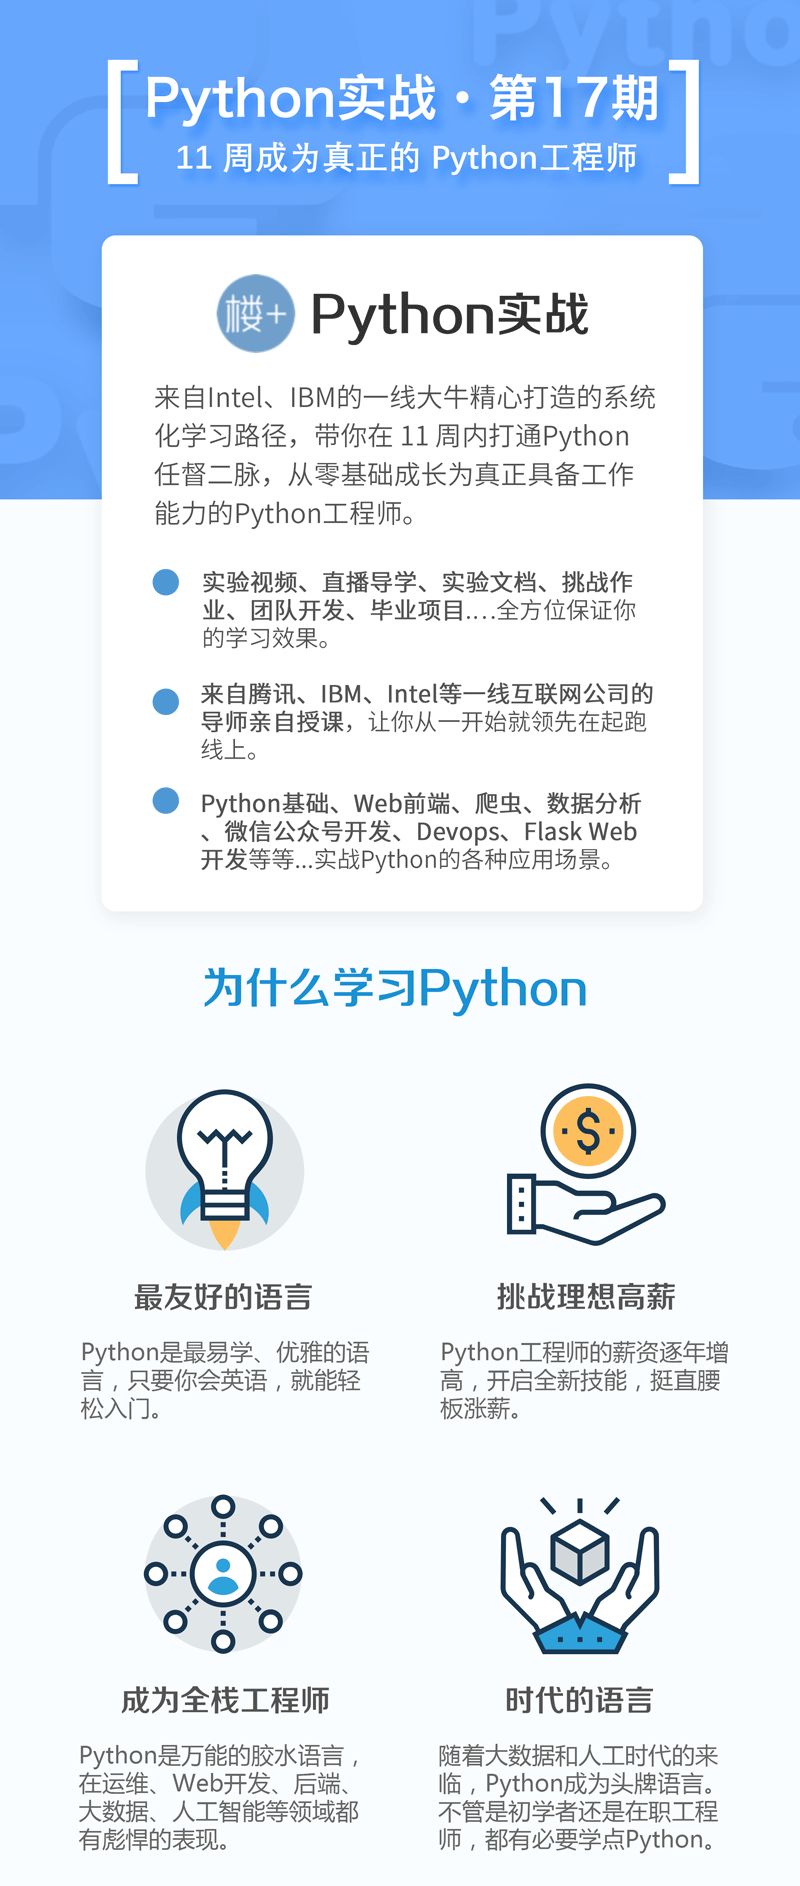 Python实战·第17期
11 周成为真正的 Python工程师
楼+ Python实战
来自Intel、IBM的一线大牛精心打造的系统
化学习路径，带你在 11 周内打通Python
任督二脉，从零基础成长为真正具备工作
能力的Python工程师。
实验视频、直播导学、实验文档、挑战作
业、团队开发、毕业项目....全方位保证你
的学习效果。
来自腾讯、IBM、Intel等一线互联网公司的
导师亲自授课，让你从一开始就领先在起跑
线上。
Python基础、Web前端、爬虫、数据分析
、微信公众号开发、Devops、Flask Web
开发等等...实战Python的各种应用场景。
为什么学习Python
最友好的语言
Python是最易学、优雅的语
言，只要你会英语，就能轻
松入门。
挑战理想高薪
Python工程师的薪资逐年增
高，开启全新技能，挺直腰
板涨薪。
成为全栈工程师
Python是万能的胶水语言，
在运维、Web开发、后端、
大数据、人工智能等领域都
有彪悍的表现。
时代的语言
随着大数据和人工时代的来
临，Python成为头牌语言。
不管是初学者还是在职工程
师，都有必要学点Python。